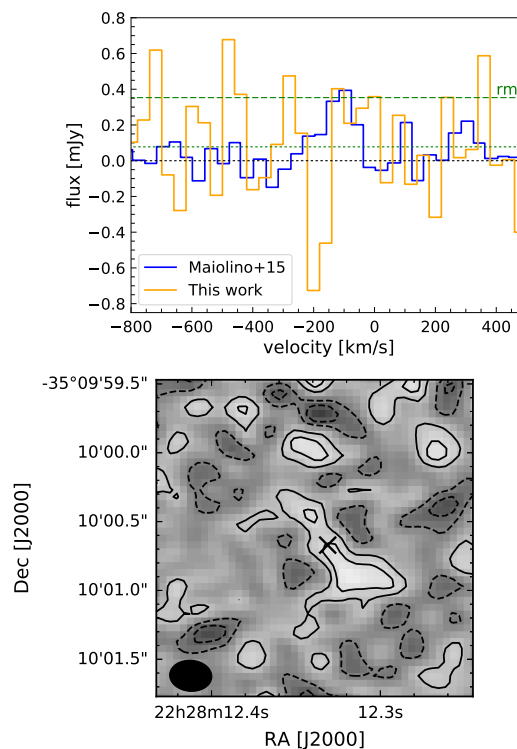 0.8
0.6
0.4
0.2
0.0
−0.2
−0.4
−0.6
−0.8
flux [mJy]
rm
Maiolino+15
This work
−800 −600 −400 −200 0 200 400
velocity [km/s]
-35°09'59.5"
10'00.0"
10'00.5"
10'01.0"
10'01.5"
Dec [J2000]
22h28m12.4s 12.3s
RA [J2000]